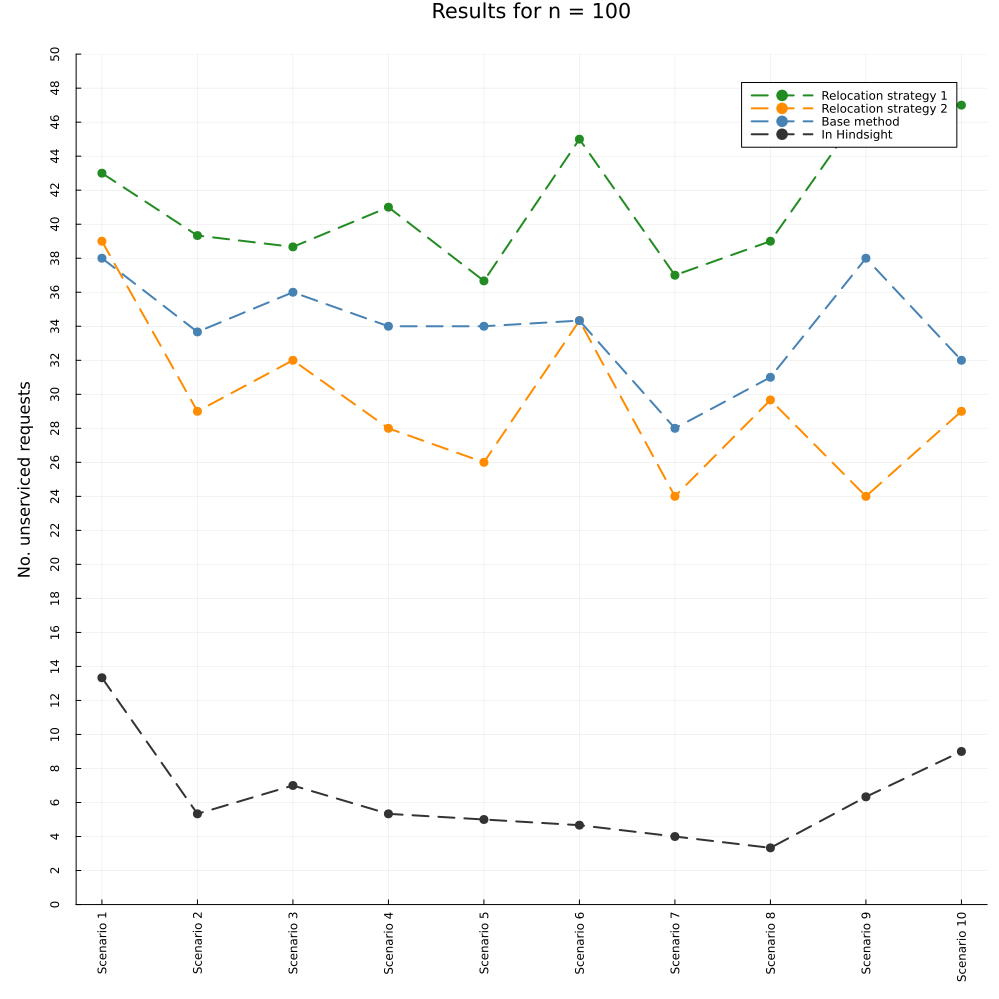 Results for n = 100
No. unserviced requests
50
48
46
44
42
40
38
36
34
32
30
28
26
24
22
20
18
16
14
12
10
8
6
4
2
0
Relocation strategy 1
Relocation strategy 2
Base method
In Hindsight
Scenario 1
Scenario 2
Scenario 3
Scenario 4
Scenario 5
Scenario 6
Scenario 7
Scenario 8
Scenario 9
Scenario 10